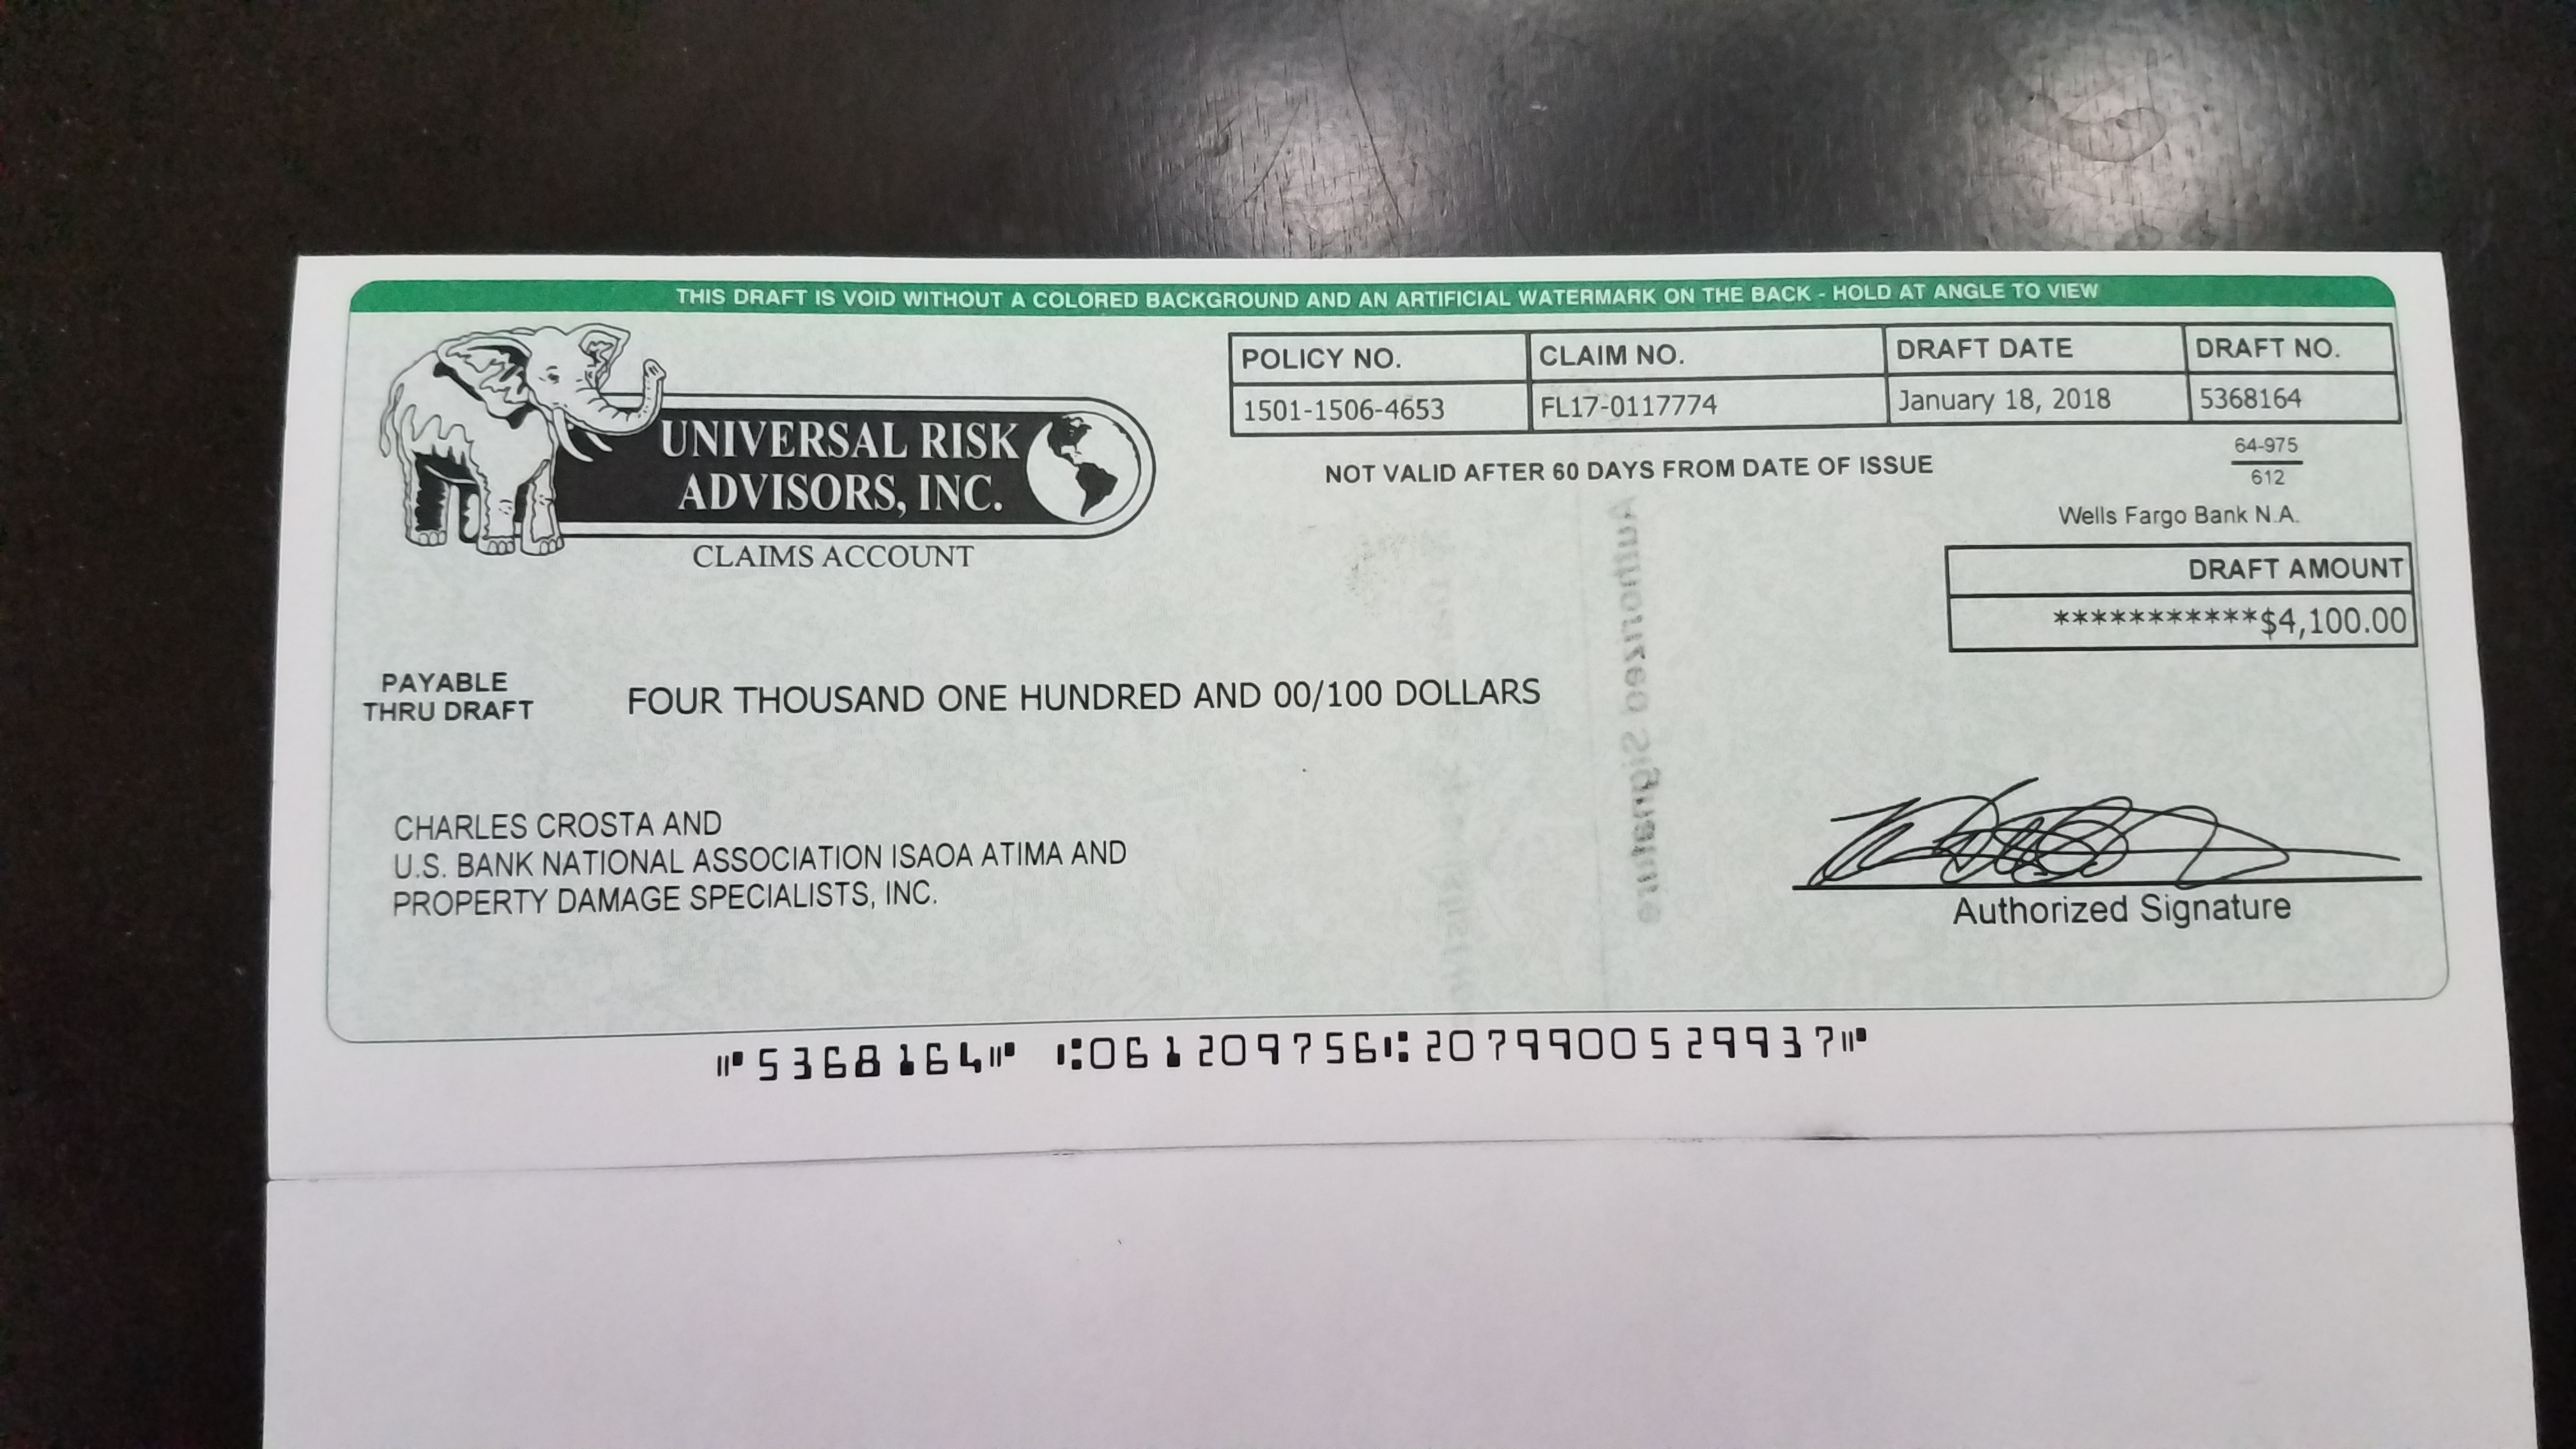 THIS DRAFT IS VOID WITHOUT A COLORED BACKGROUND AND AN ARTIFICIAL WATERMARK ON THE BACK - HOLD AT ANGLE TO VIEW
UNIVERSAL RISK
ADVISORS, INC.
CLAIMS ACCOUNT
POLICY NO. CLAIM NO. DRAFT DATE DRAFT NO.
1501-1506-4653 FL17-0117774 January 18, 2018 5368164
NOT VALID AFTER 60 DAYS FROM DATE OF ISSUE
64-975
612
Wells Fargo Bank N.A.
DRAFT AMOUNT
***********$4,100.00
PAYABLE
THRU DRAFT
FOUR THOUSAND ONE HUNDRED AND 00/100 DOLLARS
CHARLES CROSTA AND
U.S. BANK NATIONAL ASSOCIATION ISAOA ATIMA AND
PROPERTY DAMAGE SPECIALISTS, INC.
Authorized Signature
Authorized Signature
⑈5368164⑈ ⑆061209756⑆2079900529937⑈